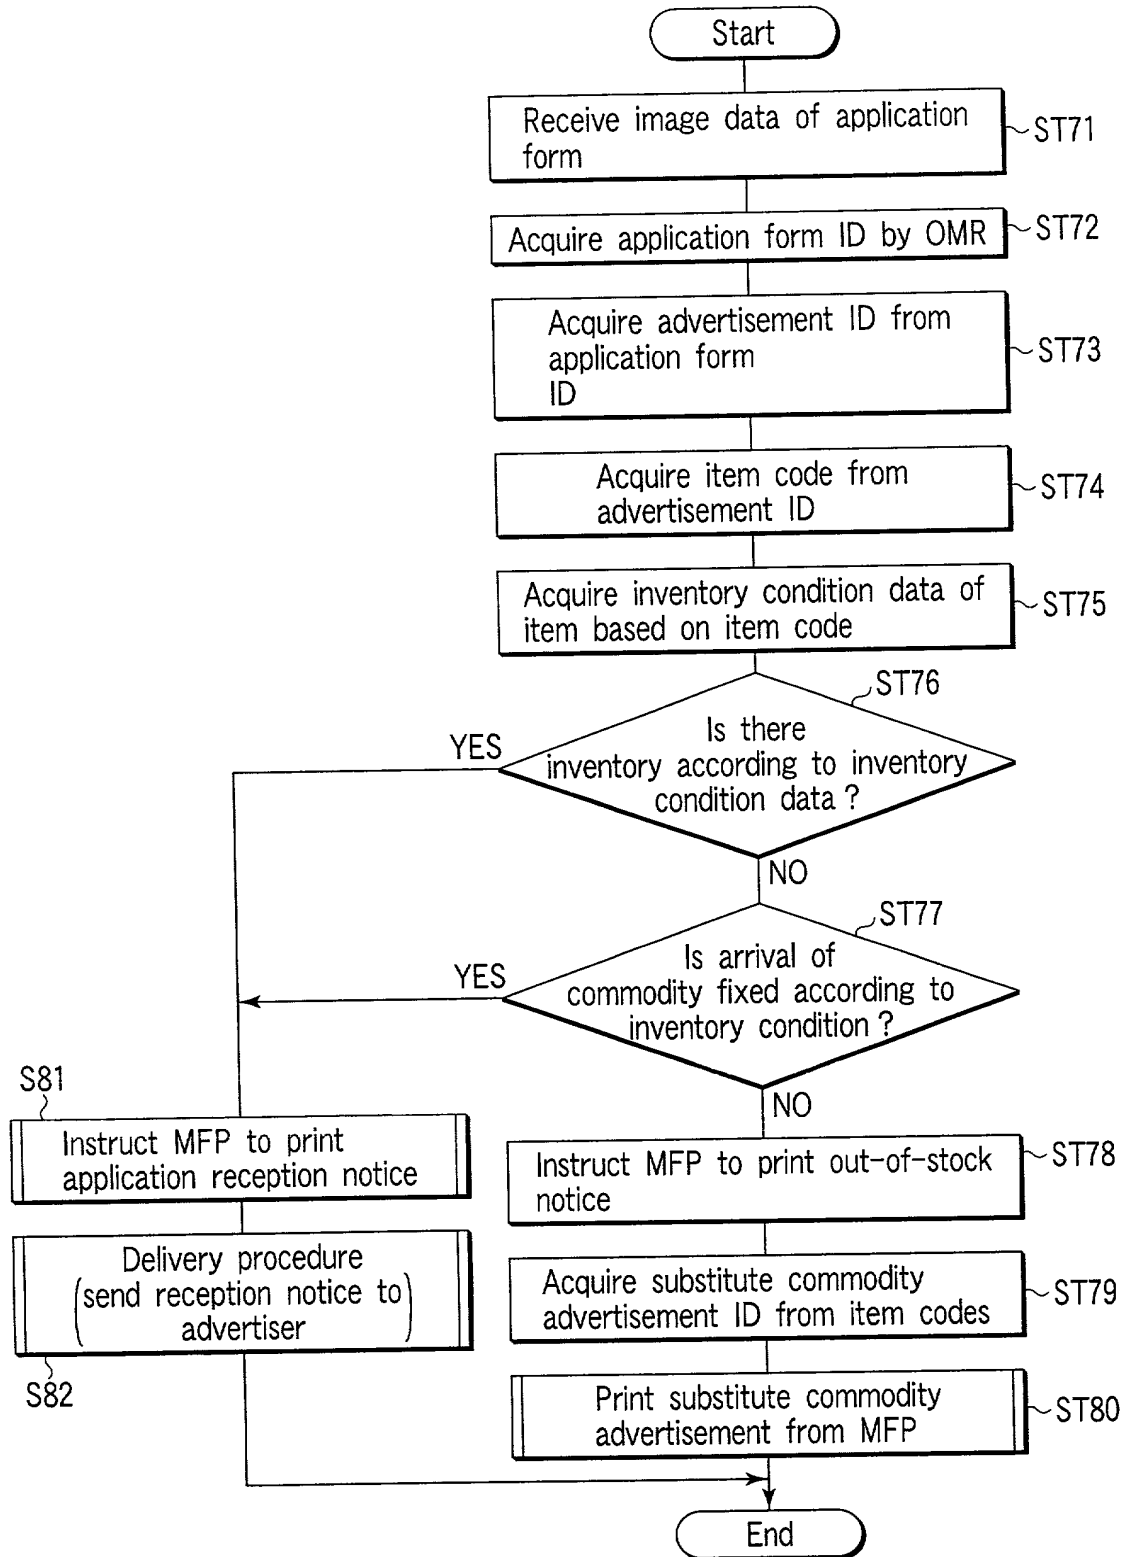 Start
Receive image data of application
form
ST71
Acquire application form ID by OMR
ST72
Acquire advertisement ID from
application form
ID
ST73
Acquire item code from
advertisement ID
ST74
Acquire inventory condition data of
item based on item code
ST75
ST76
Is there
inventory according to inventory
condition data ?
YES
NO
ST77
Is arrival of
commodity fixed according to
inventory condition ?
YES
NO
S81
Instruct MFP to print
application reception notice
Delivery procedure
(send reception notice to
advertiser)
S82
Instruct MFP to print out-of-stock
notice
ST78
Acquire substitute commodity
advertisement ID from item codes
ST79
Print substitute commodity
advertisement from MFP
ST80
End